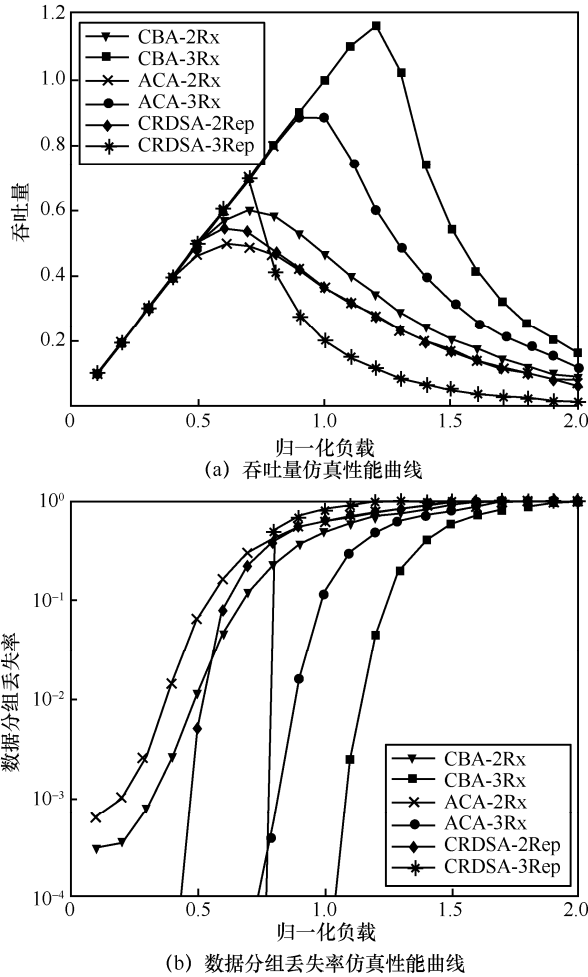 1.2
CBA-2Rx
CBA-3Rx
1.0
ACA-2Rx
ACA-3Rx
0.8
CRDSA-2Rep
CRDSA-3Rep
吞吐量
0.6
0.4
0.2
0 0.5 1.0 1.5 2.0
归一化负载
(a) 吞吐量仿真性能曲线
10⁰
10⁻¹
数据分组丢失率
10⁻²
CBA-2Rx
CBA-3Rx
10⁻³
ACA-2Rx
ACA-3Rx
CRDSA-2Rep
CRDSA-3Rep
10⁻⁴
0 0.5 1.0 1.5 2.0
归一化负载
(b) 数据分组丢失率仿真性能曲线